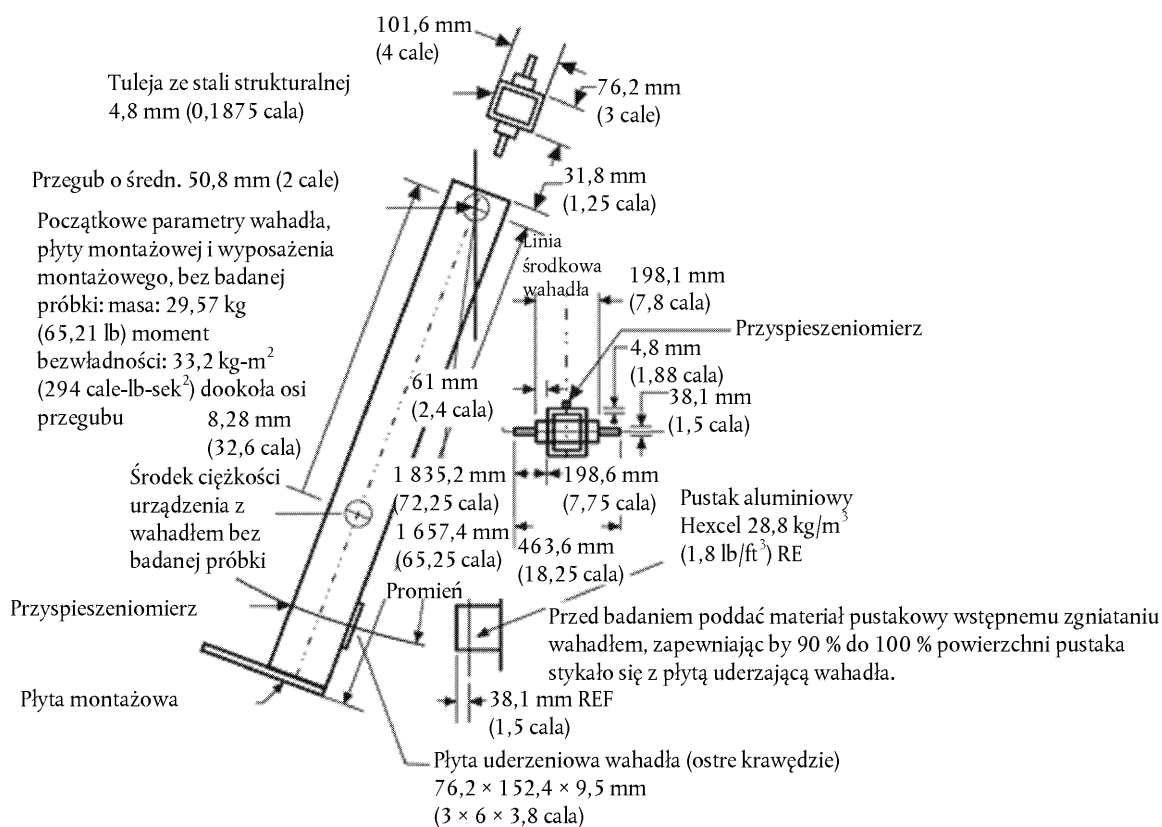 101,6 mm
(4 cale)
Tuleja ze stali strukturalnej
4,8 mm (0,1875 cala)
76,2 mm
(3 cale)
Przegub o średn. 50,8 mm (2 cale)
31,8 mm
(1,25 cala)
Początkowe parametry wahadła,
płyty montażowej i wyposażenia
montażowego, bez badanej
próbki: masa: 29,57 kg
(65,21 lb) moment
bezwładności: 33,2 kg-m²
(294 cale-lb-sek²) dookoła osi
przegubu
Linia
środkowa
wahadła
198,1 mm
(7,8 cala)
Przyspieszeniomierz
4,8 mm
(1,88 cala)
38,1 mm
(1,5 cala)
61 mm
(2,4 cala)
8,28 mm
(32,6 cala)
Środek ciężkości
urządzenia z
wahadłem bez
badanej próbki
1 835,2 mm
(72,25 cala)
1 657,4 mm
(65,25 cala)
198,6 mm
(7,75 cala)
463,6 mm
(18,25 cala)
Pustak aluminiowy
Hexcel 28,8 kg/m³
(1,8 lb/ft³) RE
Promień
Przyspieszeniomierz
Przed badaniem poddać materiał pustakowy wstępnemu zgniataniu
wahadłem, zapewniając by 90 % do 100 % powierzchni pustaka
stykało się z płytą uderzającą wahadła.
Płyta montażowa
38,1 mm REF
(1,5 cala)
Płyta uderzeniowa wahadła (ostre krawędzie)
76,2 × 152,4 × 9,5 mm
(3 × 6 × 3,8 cala)